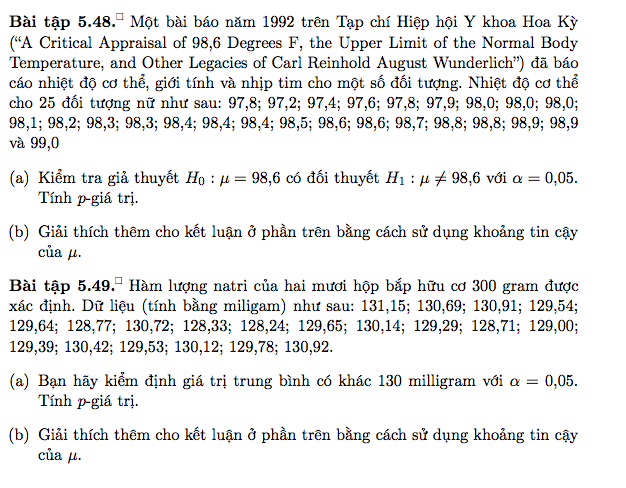 Bài tập 5.48.□ Một bài báo năm 1992 trên Tạp chí Hiệp hội Y khoa Hoa Kỳ
(“A Critical Appraisal of 98,6 Degrees F, the Upper Limit of the Normal Body
Temperature, and Other Legacies of Carl Reinhold August Wunderlich”) đã báo
cáo nhiệt độ cơ thể, giới tính và nhịp tim cho một số đối tượng. Nhiệt độ cơ thể
cho 25 đối tượng nữ như sau: 97,8; 97,2; 97,4; 97,6; 97,8; 97,9; 98,0; 98,0; 98,0;
98,1; 98,2; 98,3; 98,3; 98,4; 98,4; 98,4; 98,5; 98,6; 98,6; 98,7; 98,8; 98,8; 98,9; 98,9
và 99,0
(a) Kiểm tra giả thuyết H₀ : μ = 98,6 có đối thuyết H₁ : μ ≠ 98,6 với α = 0,05.
Tính p-giá trị.
(b) Giải thích thêm cho kết luận ở phần trên bằng cách sử dụng khoảng tin cậy
của μ.
Bài tập 5.49.□ Hàm lượng natri của hai mươi hộp bắp hữu cơ 300 gram được
xác định. Dữ liệu (tính bằng miligam) như sau: 131,15; 130,69; 130,91; 129,54;
129,64; 128,77; 130,72; 128,33; 128,24; 129,65; 130,14; 129,29; 128,71; 129,00;
129,39; 130,42; 129,53; 130,12; 129,78; 130,92.
(a) Bạn hãy kiểm định giá trị trung bình có khác 130 milligram với α = 0,05.
Tính p-giá trị.
(b) Giải thích thêm cho kết luận ở phần trên bằng cách sử dụng khoảng tin cậy
của μ.